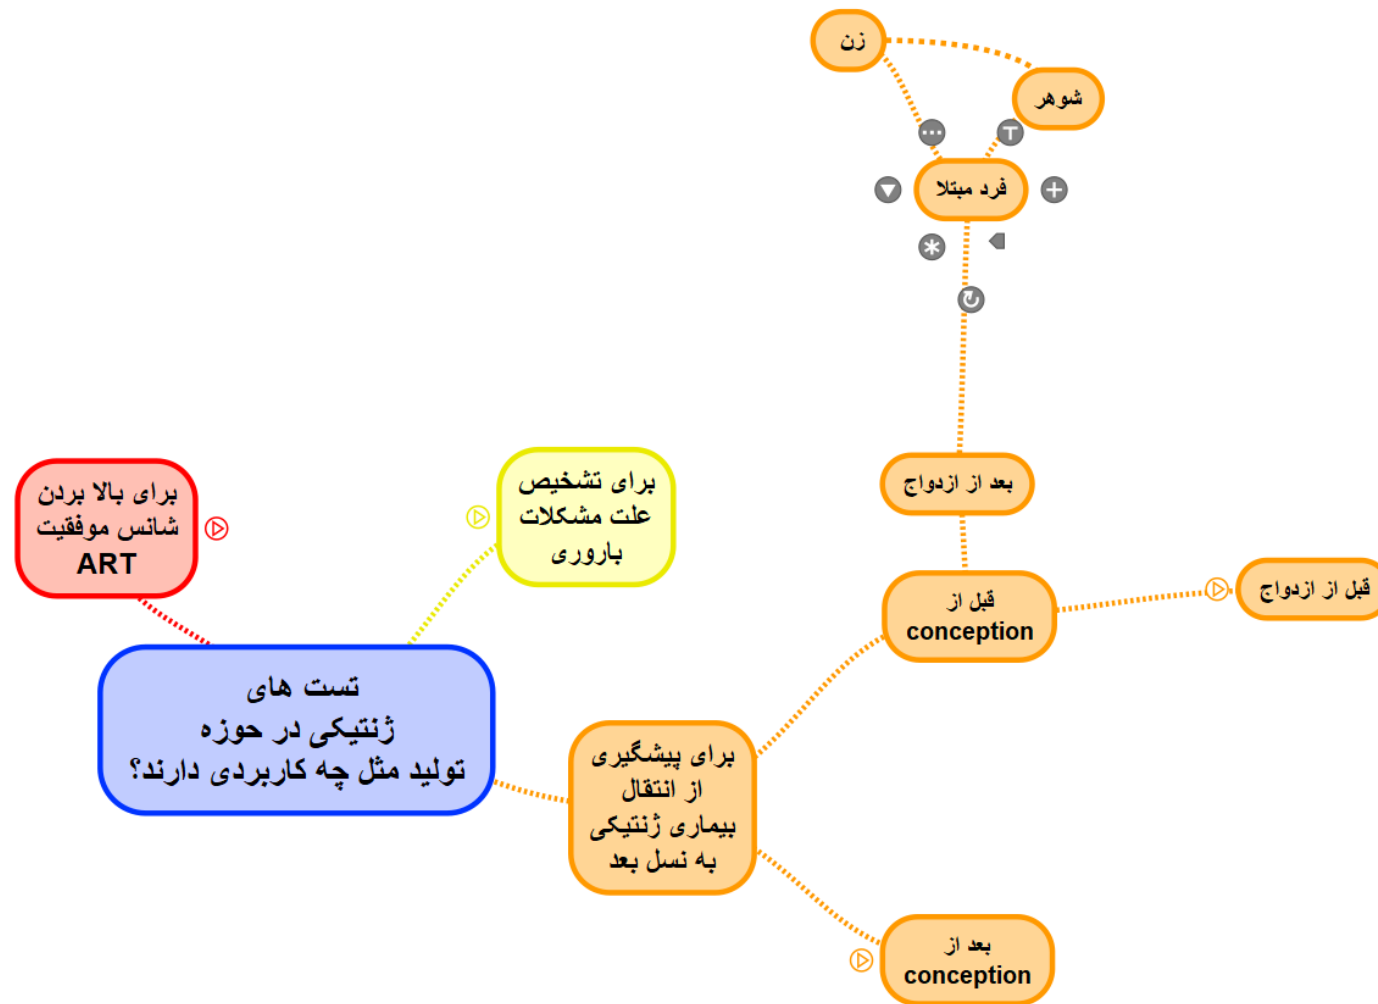 زن
شوهر
فرد مبتلا
بعد از ازدواج
قبل از
conception
قبل از ازدواج
برای بالا بردن
شانس موفقیت
ART
برای تشخیص
علت مشکلات
باروری
تست های
ژنتیکی در حوزه
تولید مثل چه کاربردی دارند؟
برای پیشگیری
از انتقال
بیماری ژنتیکی
به نسل بعد
بعد از
conception